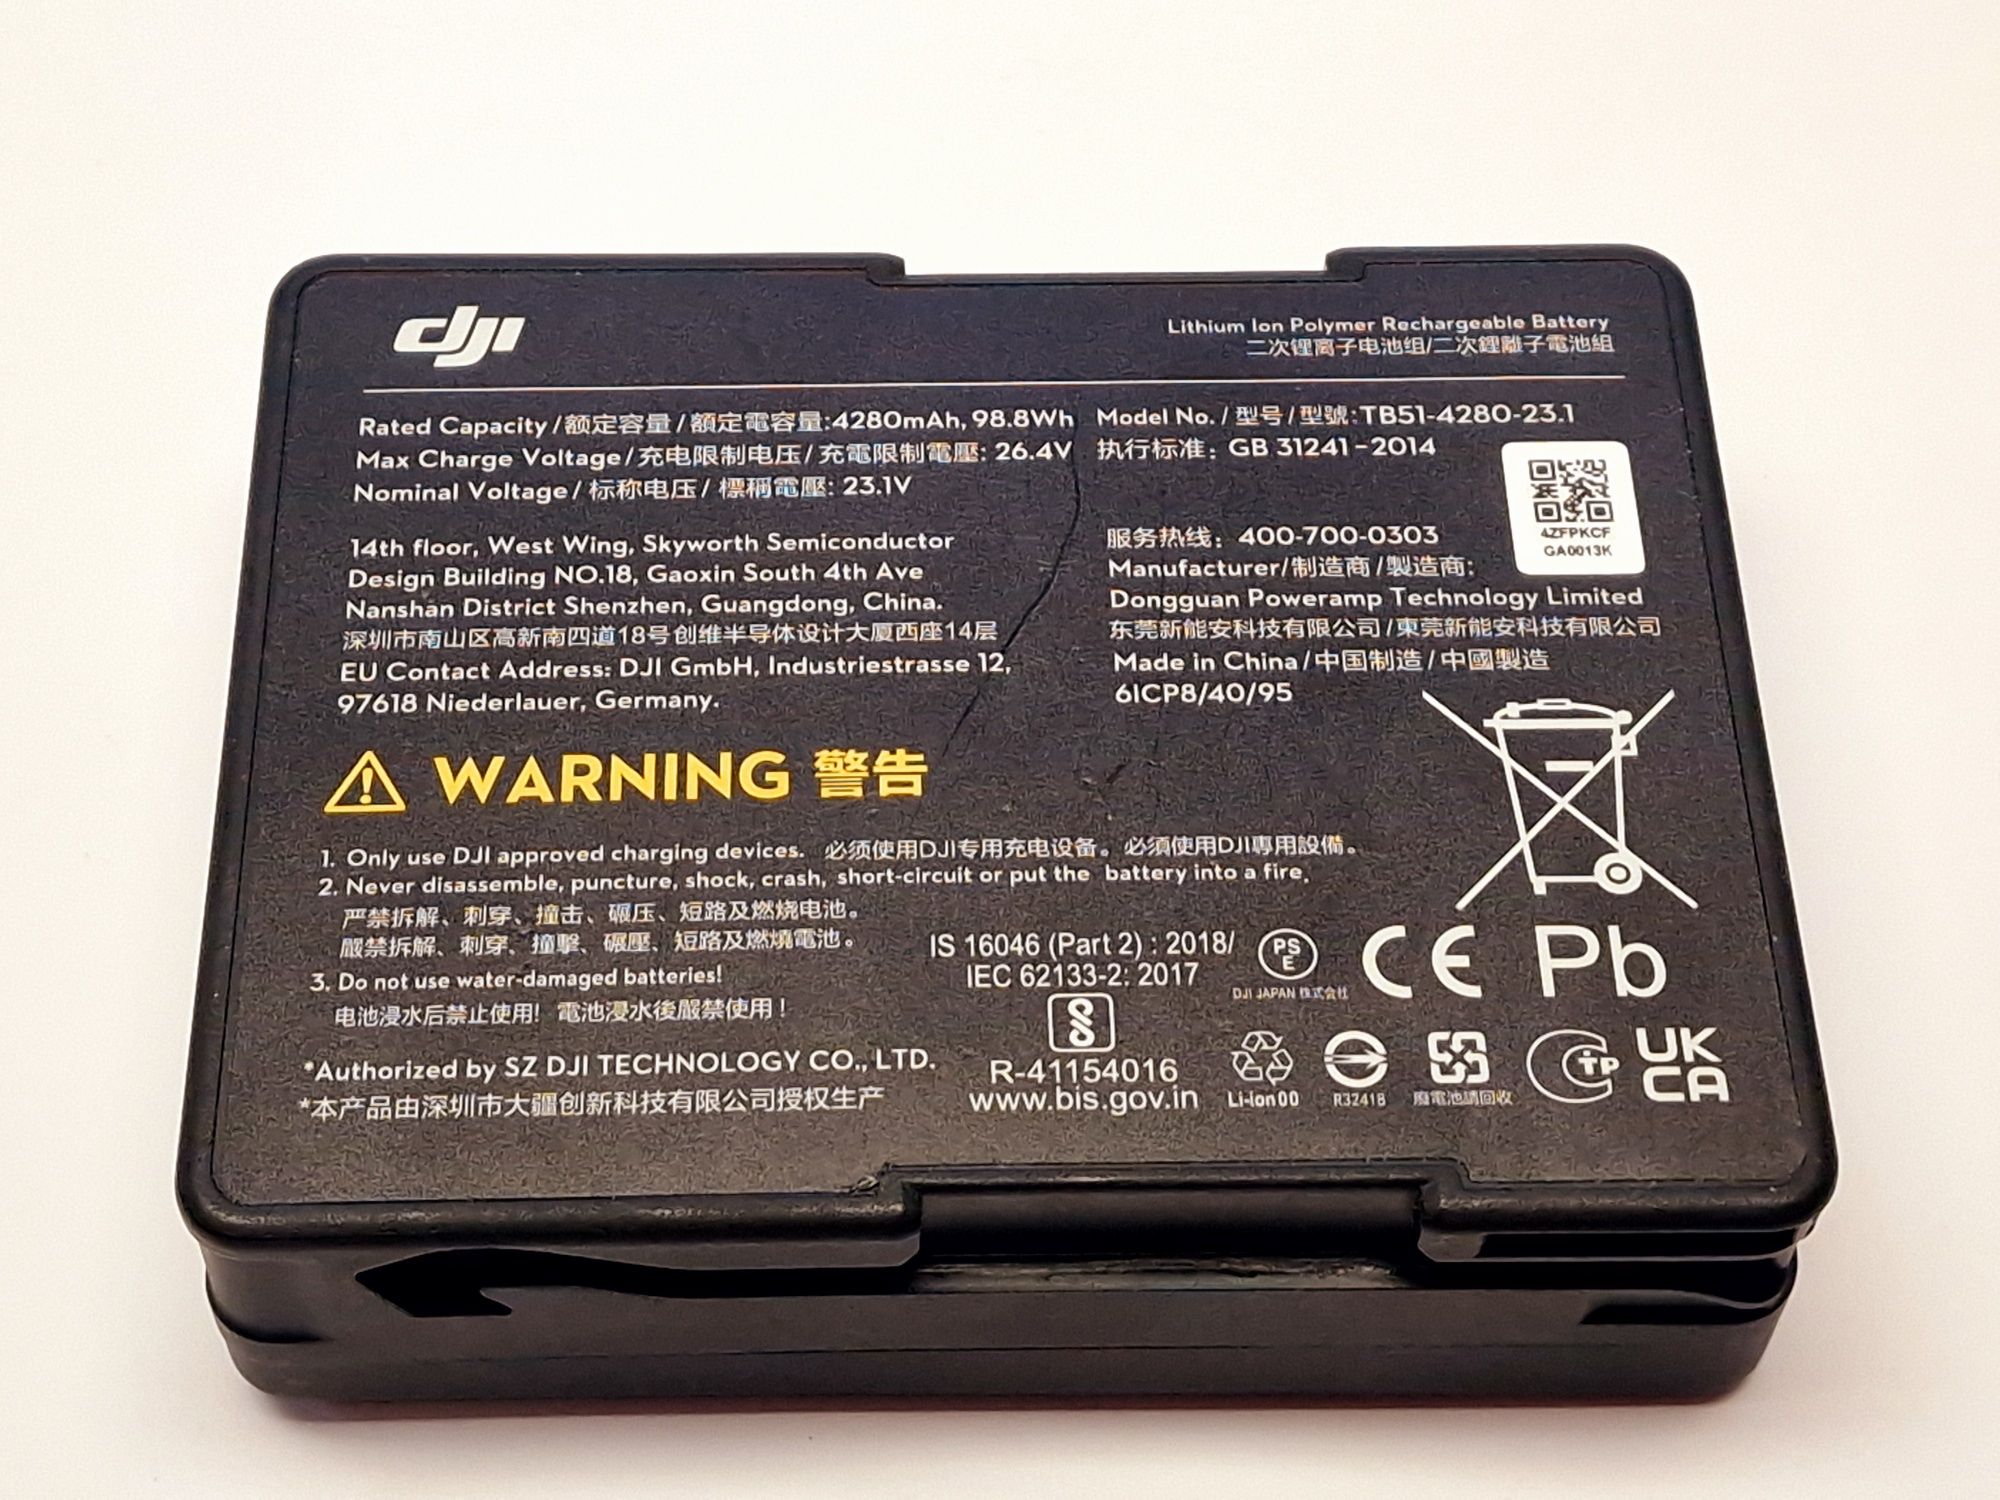 dji
Lithium Ion Polymer Rechargeable Battery
二次锂离子电池组/二次鋰離子電池組
Rated Capacity/额定容量/額定電容量:4280mAh, 98.8Wh
Max Charge Voltage/充电限制电压/充電限制電壓: 26.4V
Nominal Voltage/标称电压/標稱電壓: 23.1V
Model No./型号/型號:TB51-4280-23.1
执行标准: GB 31241-2014
4ZFPKCF
GA0013K
14th floor, West Wing, Skyworth Semiconductor
Design Building NO.18, Gaoxin South 4th Ave
Nanshan District Shenzhen, Guangdong, China.
深圳市南山区高新南四道18号创维半导体设计大厦西座14层
EU Contact Address: DJI GmbH, Industriestrasse 12,
97618 Niederlauer, Germany.
服务热线: 400-700-0303
Manufacturer/制造商/製造商:
Dongguan Poweramp Technology Limited
东莞新能安科技有限公司/東莞新能安科技有限公司
Made in China/中国制造/中國製造
6ICP8/40/95
WARNING 警告
1. Only use DJI approved charging devices. 必须使用DJI专用充电设备。必須使用DJI專用設備。
2. Never disassemble, puncture, shock, crash, short-circuit or put the battery into a fire.
严禁拆解、刺穿、撞击、碾压、短路及燃烧电池。
嚴禁拆解、刺穿、撞擊、碾壓、短路及燃燒電池。
3. Do not use water-damaged batteries!
电池浸水后禁止使用! 電池浸水後嚴禁使用!
*Authorized by SZ DJI TECHNOLOGY CO., LTD.
*本产品由深圳市大疆创新科技有限公司授权生产
IS 16046 (Part 2) : 2018/
IEC 62133-2: 2017
R-41154016
www.bis.gov.in
PS
E
DJI JAPAN 株式会社
CE Pb
Li-ion00
R32418
廢電池請回收
CTP
UK
CA